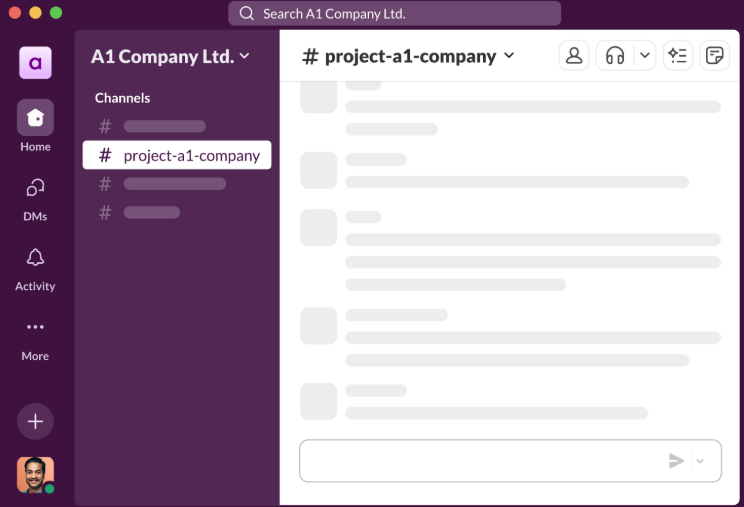 Search A1 Company Ltd.
a
A1 Company Ltd.
# project-a1-company
Home
DMs
Activity
More
Channels
#
# project-a1-company
#
#